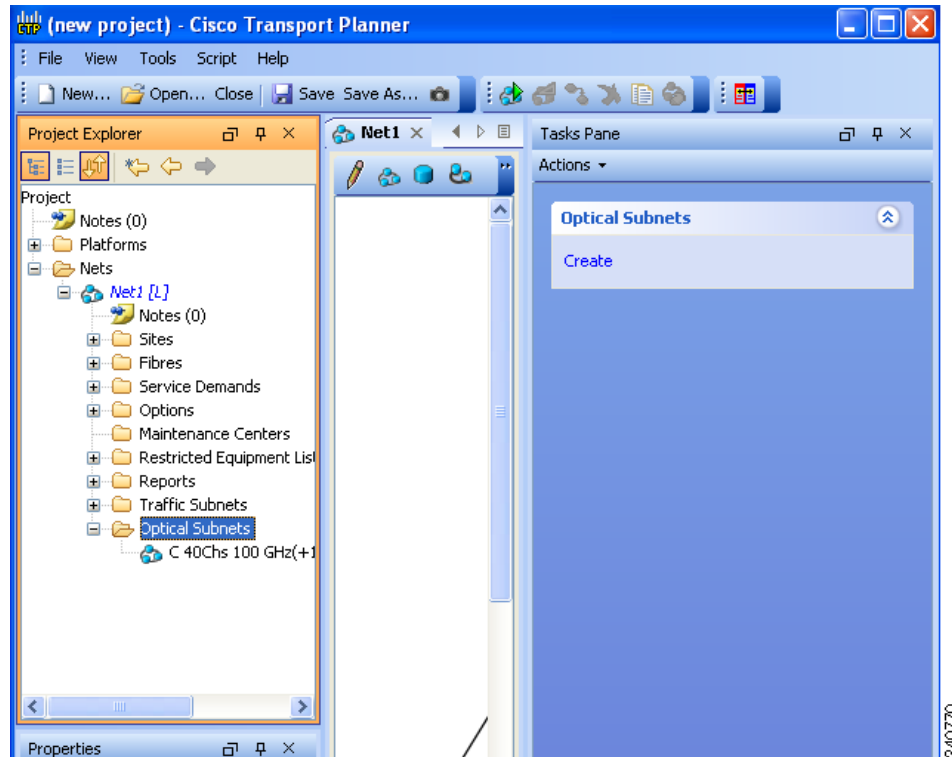 CTP (new project) - Cisco Transport Planner
File View Tools Script Help
New... Open... Close Save Save As...
Project Explorer
Project
Notes (0)
Platforms
Nets
Net1 [L]
Notes (0)
Sites
Fibres
Service Demands
Options
Maintenance Centers
Restricted Equipment List
Reports
Traffic Subnets
Optical Subnets
C 40Chs 100 GHz(+1
Properties
Net1
Tasks Pane
Actions
Optical Subnets
Create
240770